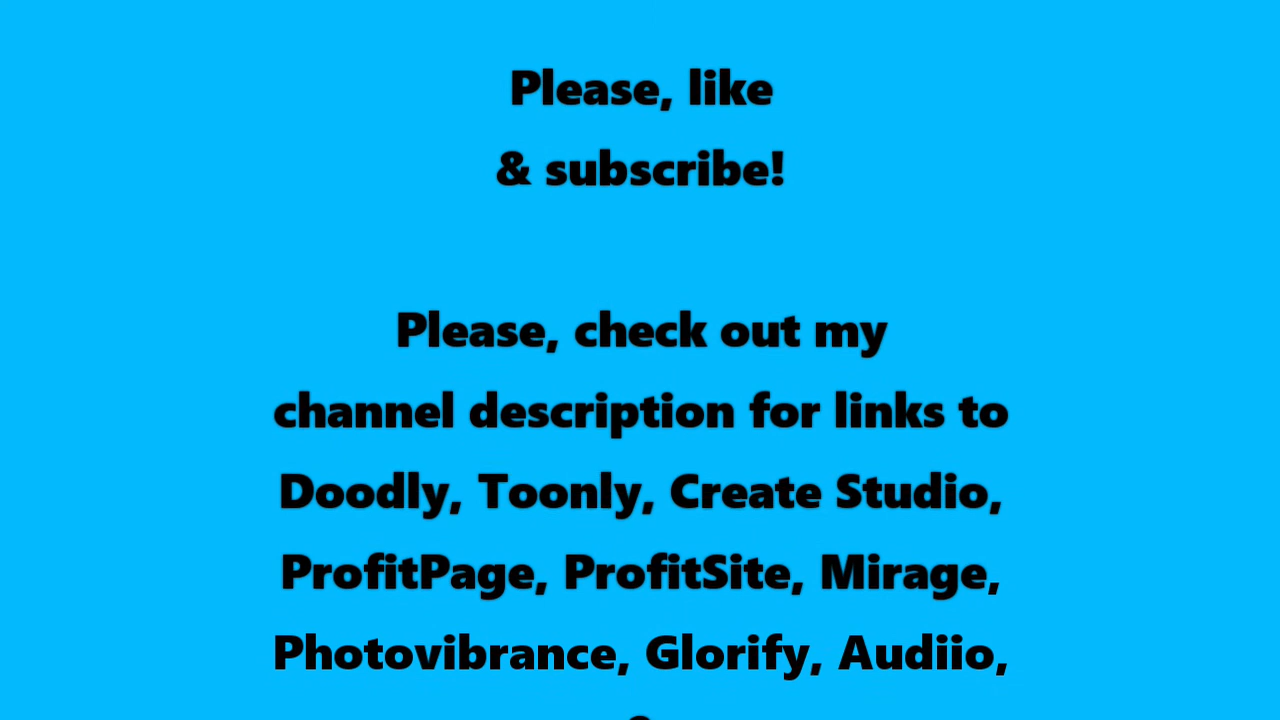 Please, like
& subscribe!
Please, check out my
channel description for links to
Doodly, Toonly, Create Studio,
ProfitPage, ProfitSite, Mirage,
Photovibrance, Glorify, Audiio,